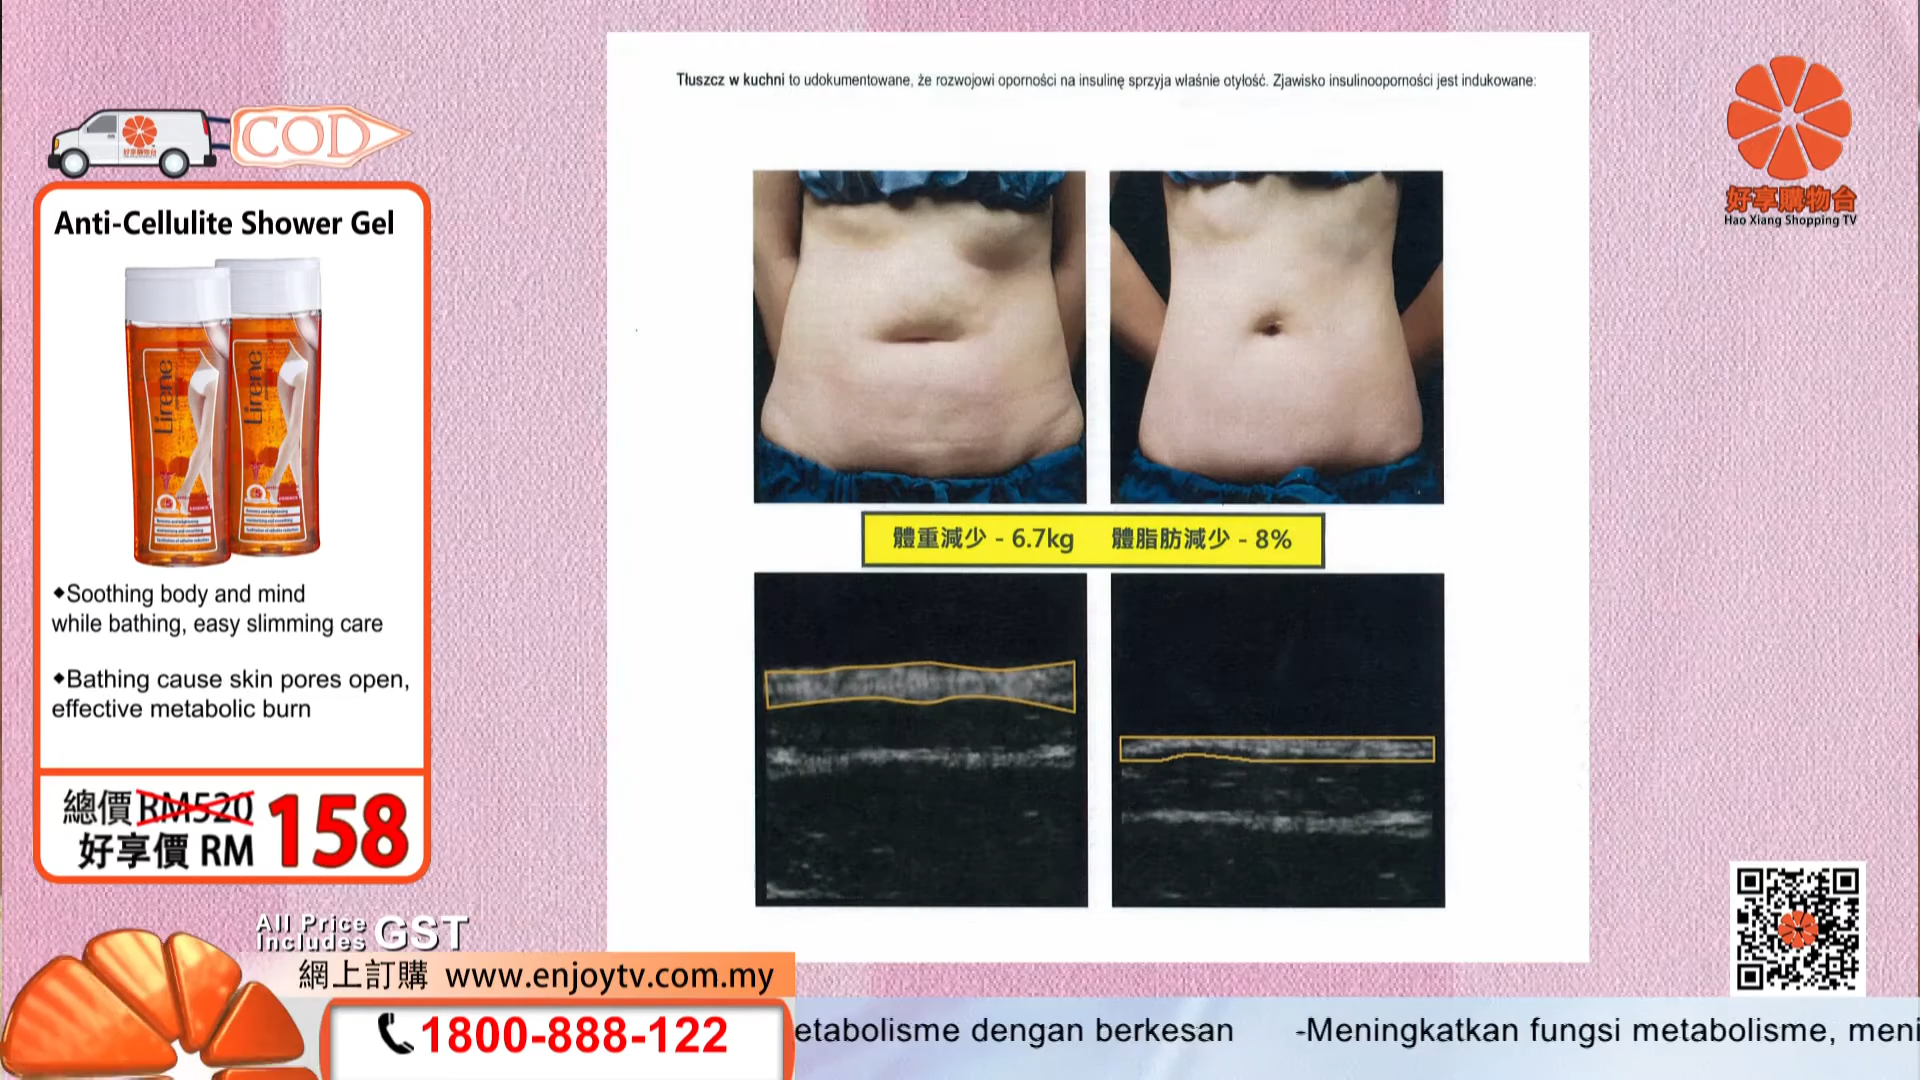 Tłuszcz w kuchni to udokumentowane, że rozwojowi oporności na insulinę sprzyja właśnie otyłość. Zjawisko insulinooporności jest indukowane:
COD
好享購物台
Hao Xiang Shopping TV
Anti-Cellulite Shower Gel
Lirene
Lirene
◆Soothing body and mind
while bathing, easy slimming care
◆Bathing cause skin pores open,
effective metabolic burn
體重減少 - 6.7kg 體脂肪減少 - 8%
總價 RM520
好享價 RM 158
All Price
Includes GST
網上訂購 www.enjoytv.com.my
1800-888-122
etabolisme dengan berkesan -Meningkatkan fungsi metabolisme, meni